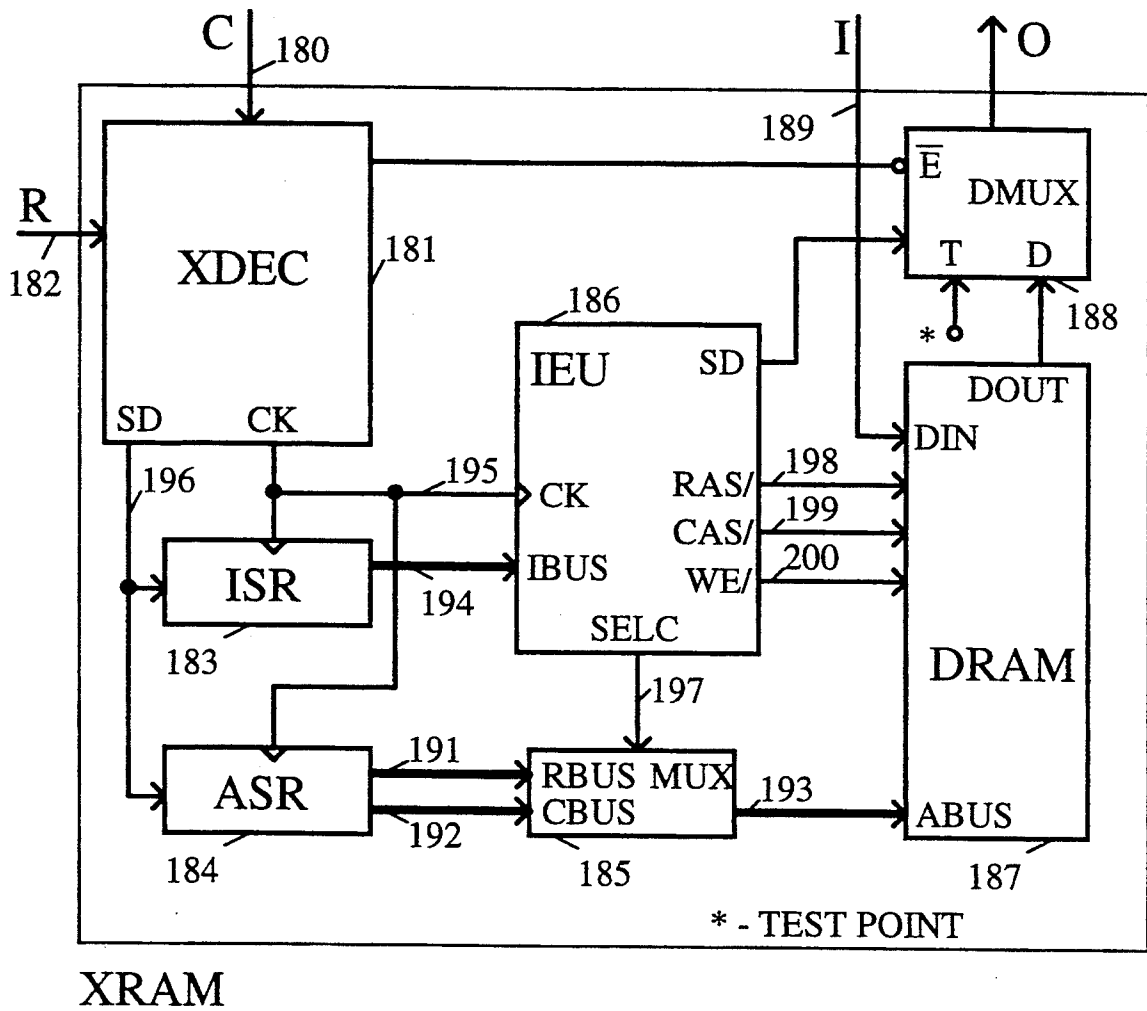 C
180
I
O
189
E
DMUX
T D
188
*
R
182
XDEC
181
SD CK
196
195
186
IEU
SD
CK
IBUS
RAS/
CAS/
WE/
SELC
198
199
200
DOUT
DIN
DRAM
ABUS
187
ISR
183
194
197
ASR
184
191
192
RBUS MUX
CBUS
185
193
* - TEST POINT
XRAM